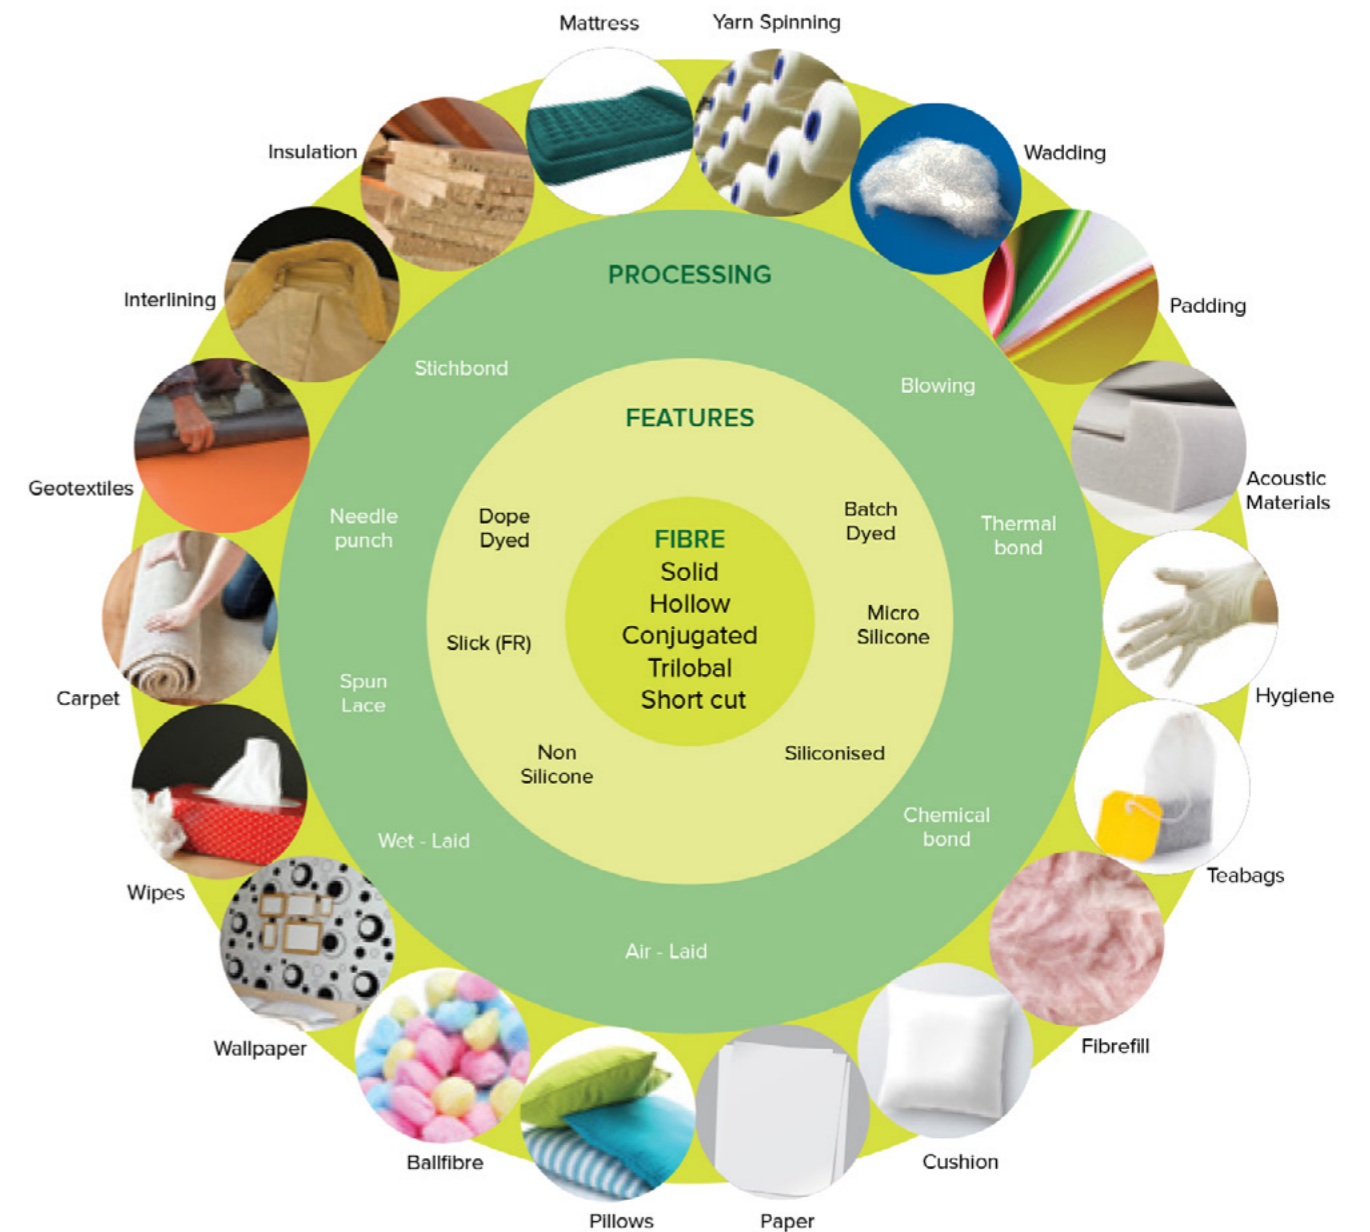 Mattress
Yarn Spinning
Insulation
Wadding
Interlining
Padding
Geotextiles
Acoustic
Materials
Carpet
Hygiene
Wipes
Teabags
Wallpaper
Fibrefill
Ballfibre
Cushion
Pillows
Paper
PROCESSING
Stichbond
Blowing
Needle
punch
Thermal
bond
Spun
Lace
Chemical
bond
Wet - Laid
Air - Laid
FEATURES
Dope
Dyed
Batch
Dyed
Slick (FR)
Micro
Silicone
Non
Silicone
Siliconised
FIBRE
Solid
Hollow
Conjugated
Trilobal
Short cut